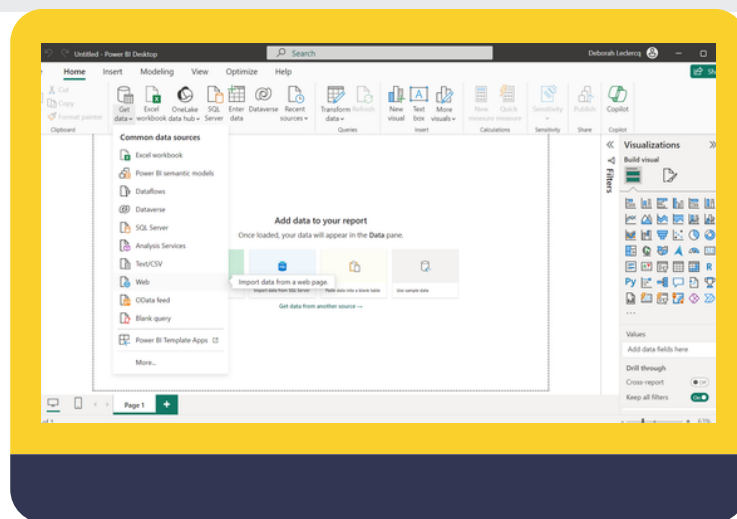 Untitled - Power BI Desktop
Search
Deborah Leclercq
Home Insert Modeling View Optimize Help
Cut
Copy
Format painter
Clipboard
Get data
Excel workbook
OneLake data hub
SQL Server
Enter data
Dataverse
Recent sources
Transform data
Refresh
Queries
New visual
Text box
More visuals
Insert
New measure
Quick measure
Calculations
Sensitivity
Sensitivity
Publish
Share
Copilot
Copilot
Common data sources
Excel workbook
Power BI semantic models
Dataflows
Dataverse
SQL Server
Analysis Services
Text/CSV
Web
OData feed
Blank query
Power BI Template Apps
More...
Import data from a web page.
Add data to your report
Once loaded, your data will appear in the Data pane.
Import data from SQL Server
Paste data into a blank table
Use sample data
Get data from another source →
Filters
Visualizations
Build visual
R
Py
...
Values
Add data fields here
Drill through
Cross-report
Off
Keep all filters
On
Page 1